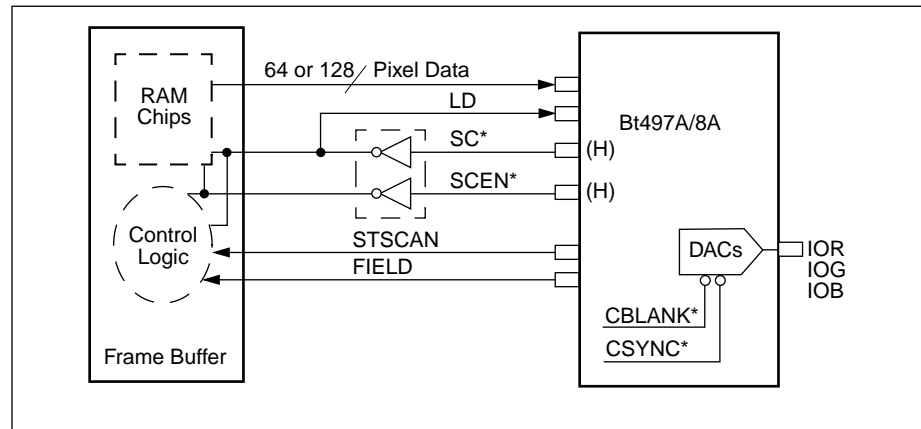 64 or 128 Pixel Data
RAM
Chips
LD
Bt497A/8A
SC*
(H)
SCEN*
(H)
Control
Logic
STSCAN
FIELD
DACs
IOR
IOG
IOB
CBLANK*
CSYNC*
Frame Buffer